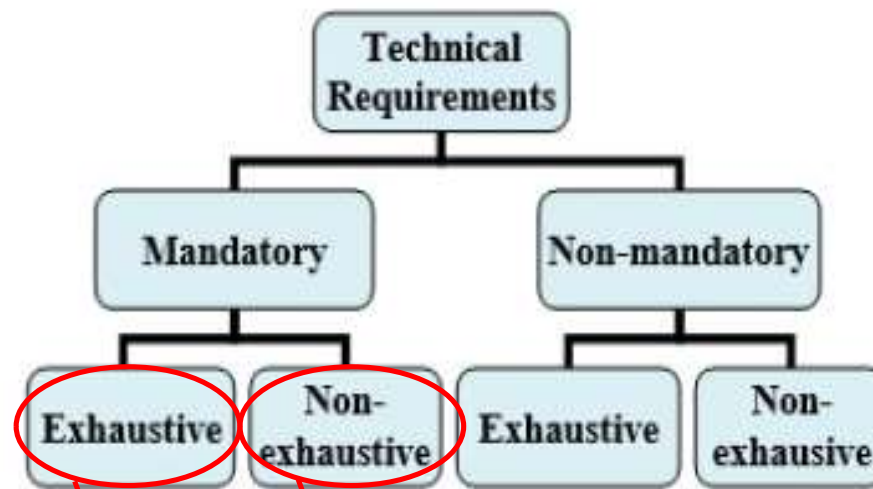 Technical
Requirements
Mandatory
Non-mandatory
Exhaustive
Non-
exhaustive
Exhaustive
Non-
exhausive